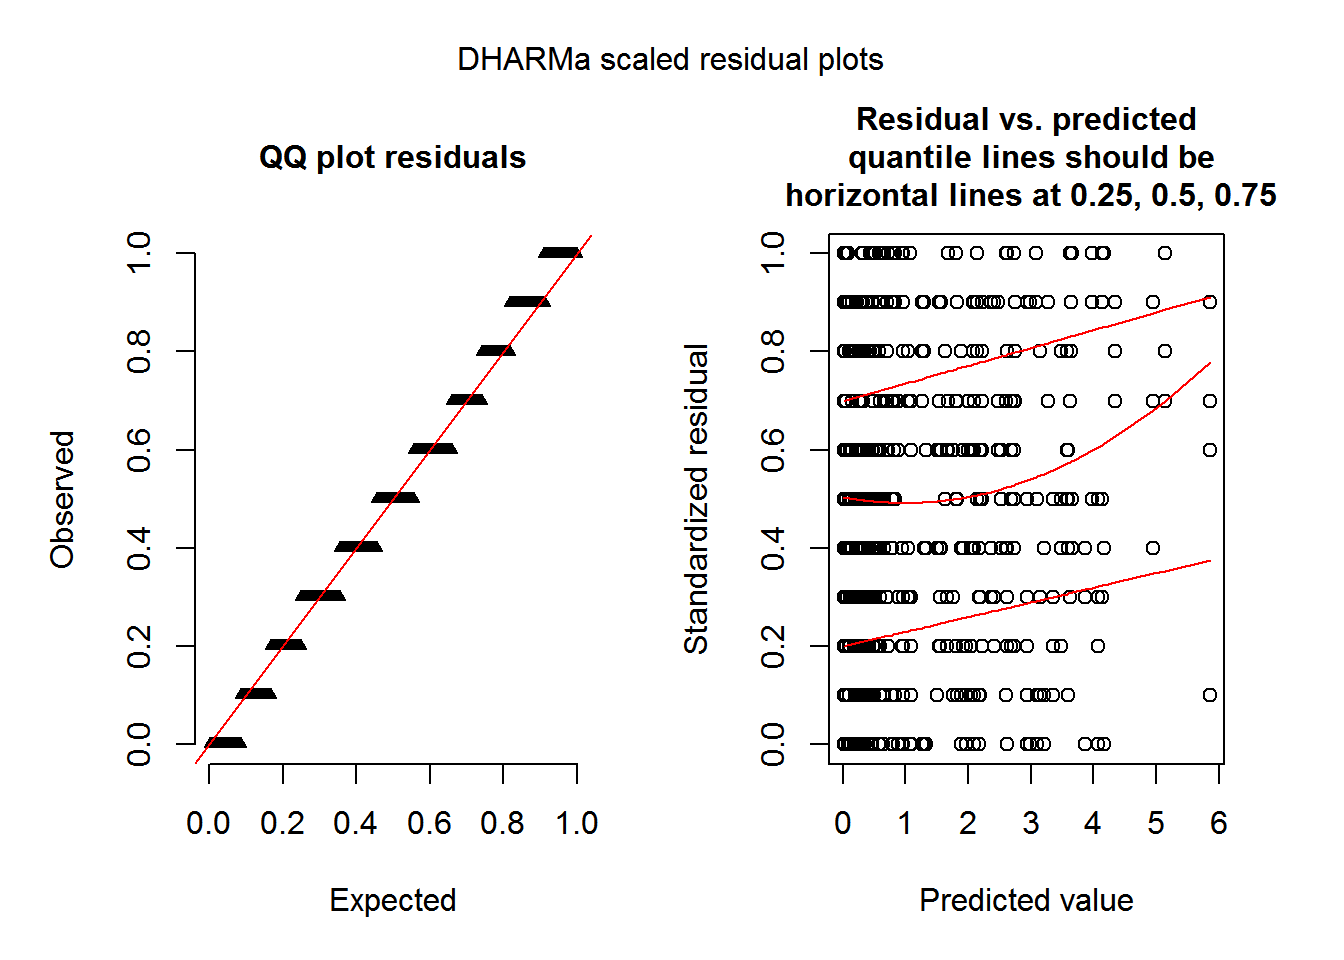 DHARMa scaled residual plots
QQ plot residuals
Observed
0.0 0.2 0.4 0.6 0.8 1.0
0.0 0.2 0.4 0.6 0.8 1.0
Expected
Residual vs. predicted
quantile lines should be
horizontal lines at 0.25, 0.5, 0.75
Standardized residual
0.0 0.2 0.4 0.6 0.8 1.0
0 1 2 3 4 5 6
Predicted value